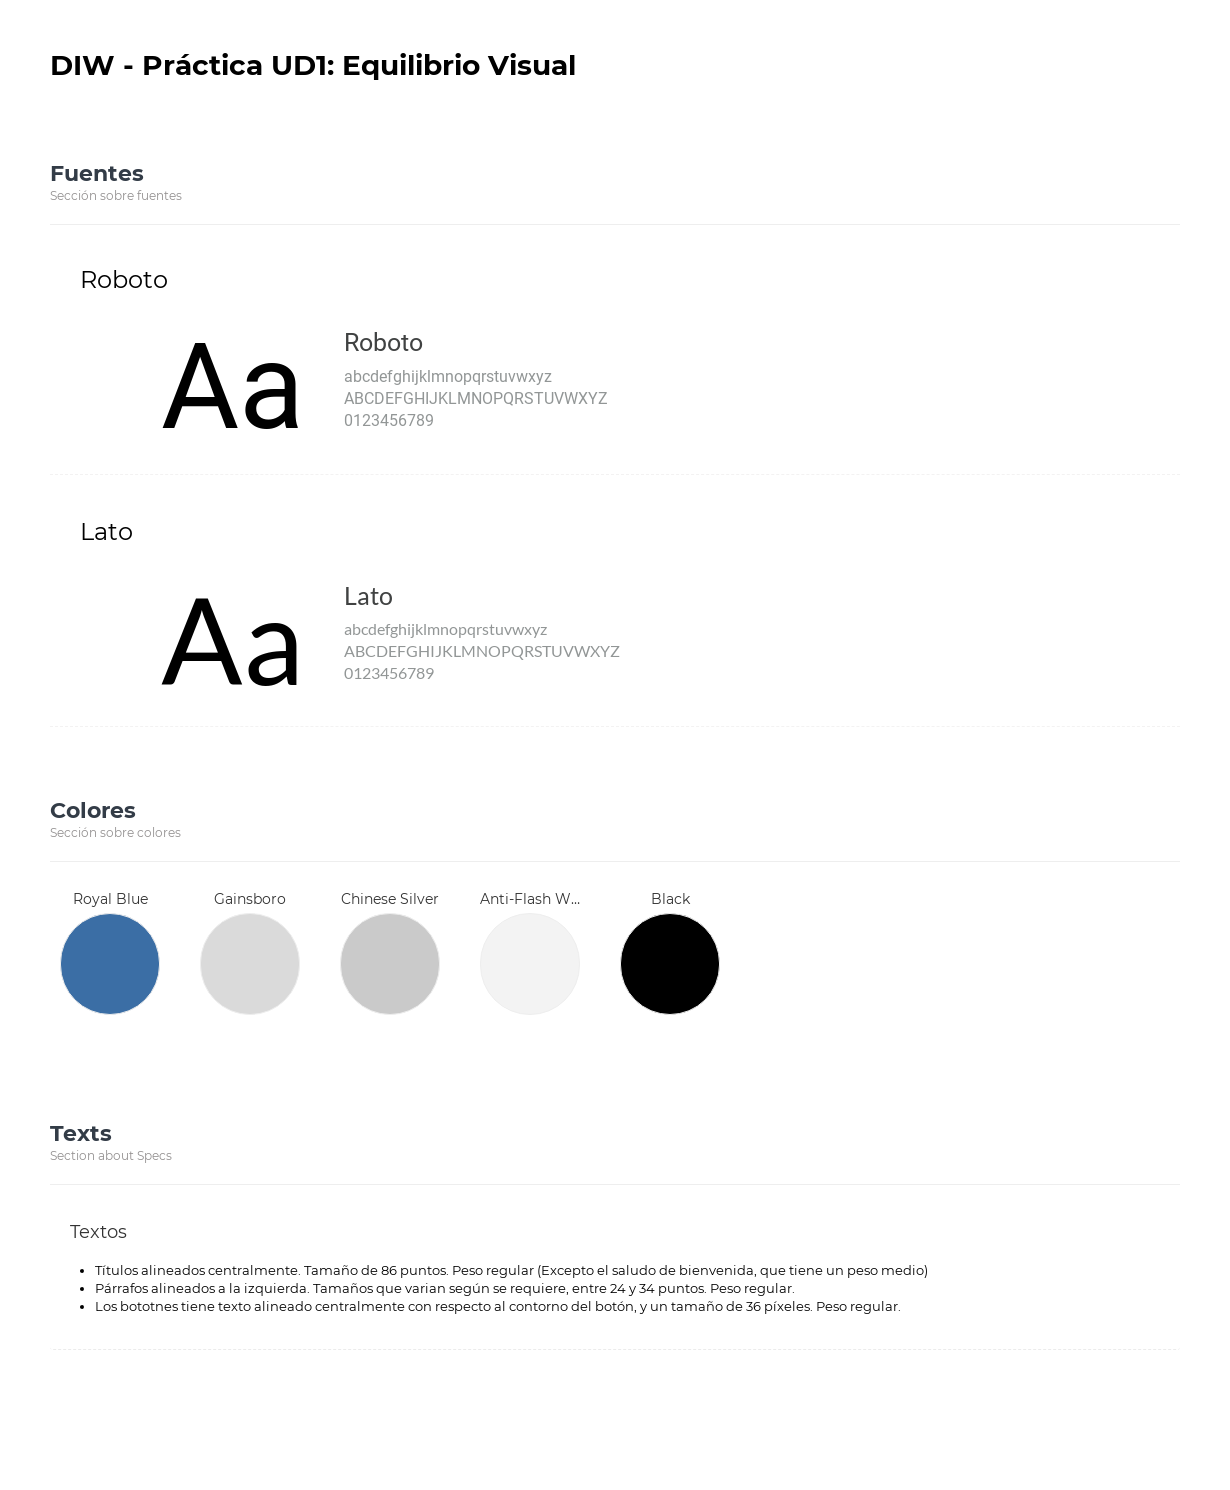 DIW - Práctica UD1: Equilibrio Visual
Fuentes
Sección sobre fuentes
Roboto
Aa
Roboto
abcdefghijklmnopqrstuvwxyz
ABCDEFGHIJKLMNOPQRSTUVWXYZ
0123456789
Lato
Aa
Lato
abcdefghijklmnopqrstuvwxyz
ABCDEFGHIJKLMNOPQRSTUVWXYZ
0123456789
Colores
Sección sobre colores
Royal Blue
Gainsboro
Chinese Silver
Anti-Flash W...
Black
Texts
Section about Specs
Textos
• Títulos alineados centralmente. Tamaño de 86 puntos. Peso regular (Excepto el saludo de bienvenida, que tiene un peso medio)
• Párrafos alineados a la izquierda. Tamaños que varian según se requiere, entre 24 y 34 puntos. Peso regular.
• Los bototnes tiene texto alineado centralmente con respecto al contorno del botón, y un tamaño de 36 píxeles. Peso regular.